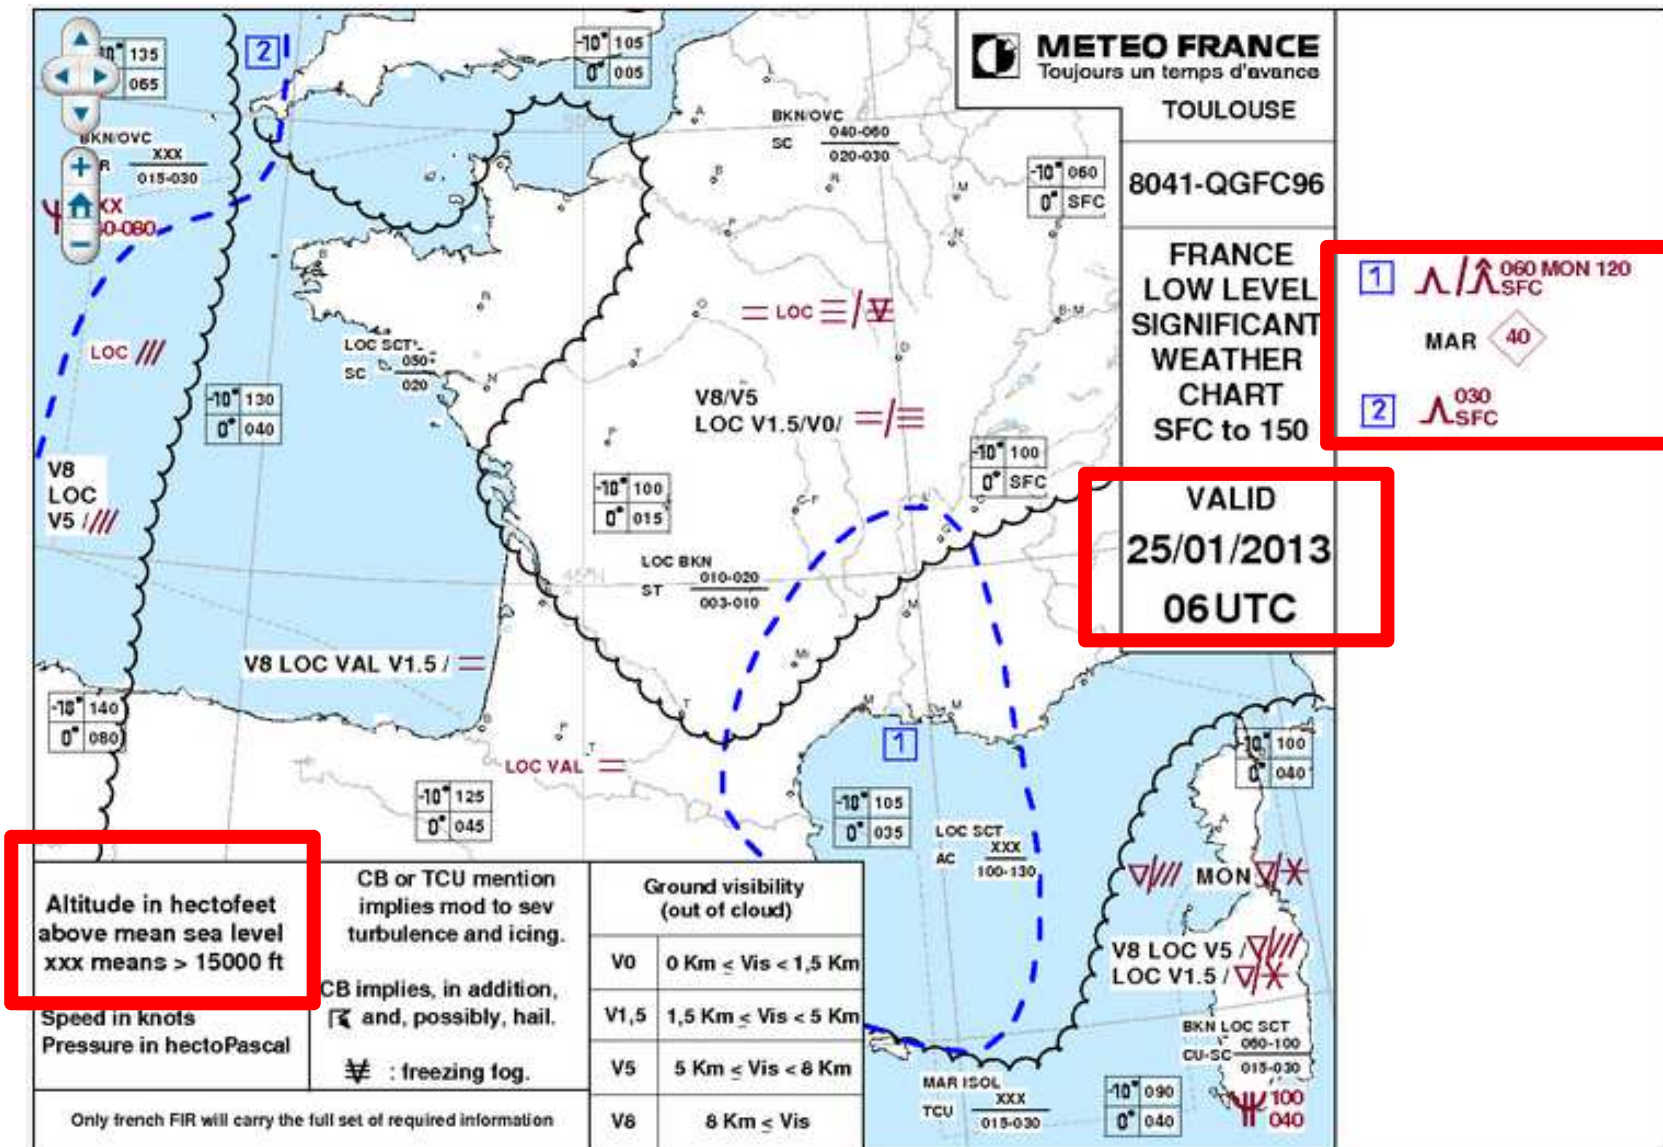 2
-10° 135
065
-10° 105
0° 005
METEO FRANCE
Toujours un temps d'avance
TOULOUSE
8041-QGFC96
FRANCE
LOW LEVEL
SIGNIFICANT
WEATHER
CHART
SFC to 150
VALID
25/01/2013
06 UTC
1
060 MON 120
SFC
MAR 40
2
030
SFC
BKN/OVC
XXX
015-030
BKN/OVC
SC
040-060
020-030
-10° 060
0° SFC
LOC
LOC SCT
SC
050
020
LOC
-10° 130
0° 040
V8/V5
LOC V1.5/V0/
V8
LOC
V5 /
-10° 100
0° SFC
-10° 100
0° 015
LOC BKN
ST
010-020
003-010
V8 LOC VAL V1.5 /
-10° 140
0° 080
LOC VAL
1
-10° 100
0° 040
-10° 125
0° 045
-10° 105
0° 035
LOC SCT
AC
XXX
100-130
MON
V8 LOC V5 /
LOC V1.5 /
BKN LOC SCT
CU-SC
060-100
015-030
100
040
MAR ISOL
TCU
XXX
015-030
-10° 090
0° 040
Altitude in hectofeet
above mean sea level
xxx means > 15000 ft
Speed in knots
Pressure in hectoPascal
CB or TCU mention
implies mod to sev
turbulence and icing.
CB implies, in addition,
and, possibly, hail.
: freezing fog.
Ground visibility
(out of cloud)
V0 0 Km ≤ Vis < 1,5 Km
V1,5 1,5 Km ≤ Vis < 5 Km
V5 5 Km ≤ Vis < 8 Km
V8 8 Km ≤ Vis
Only french FIR will carry the full set of required information